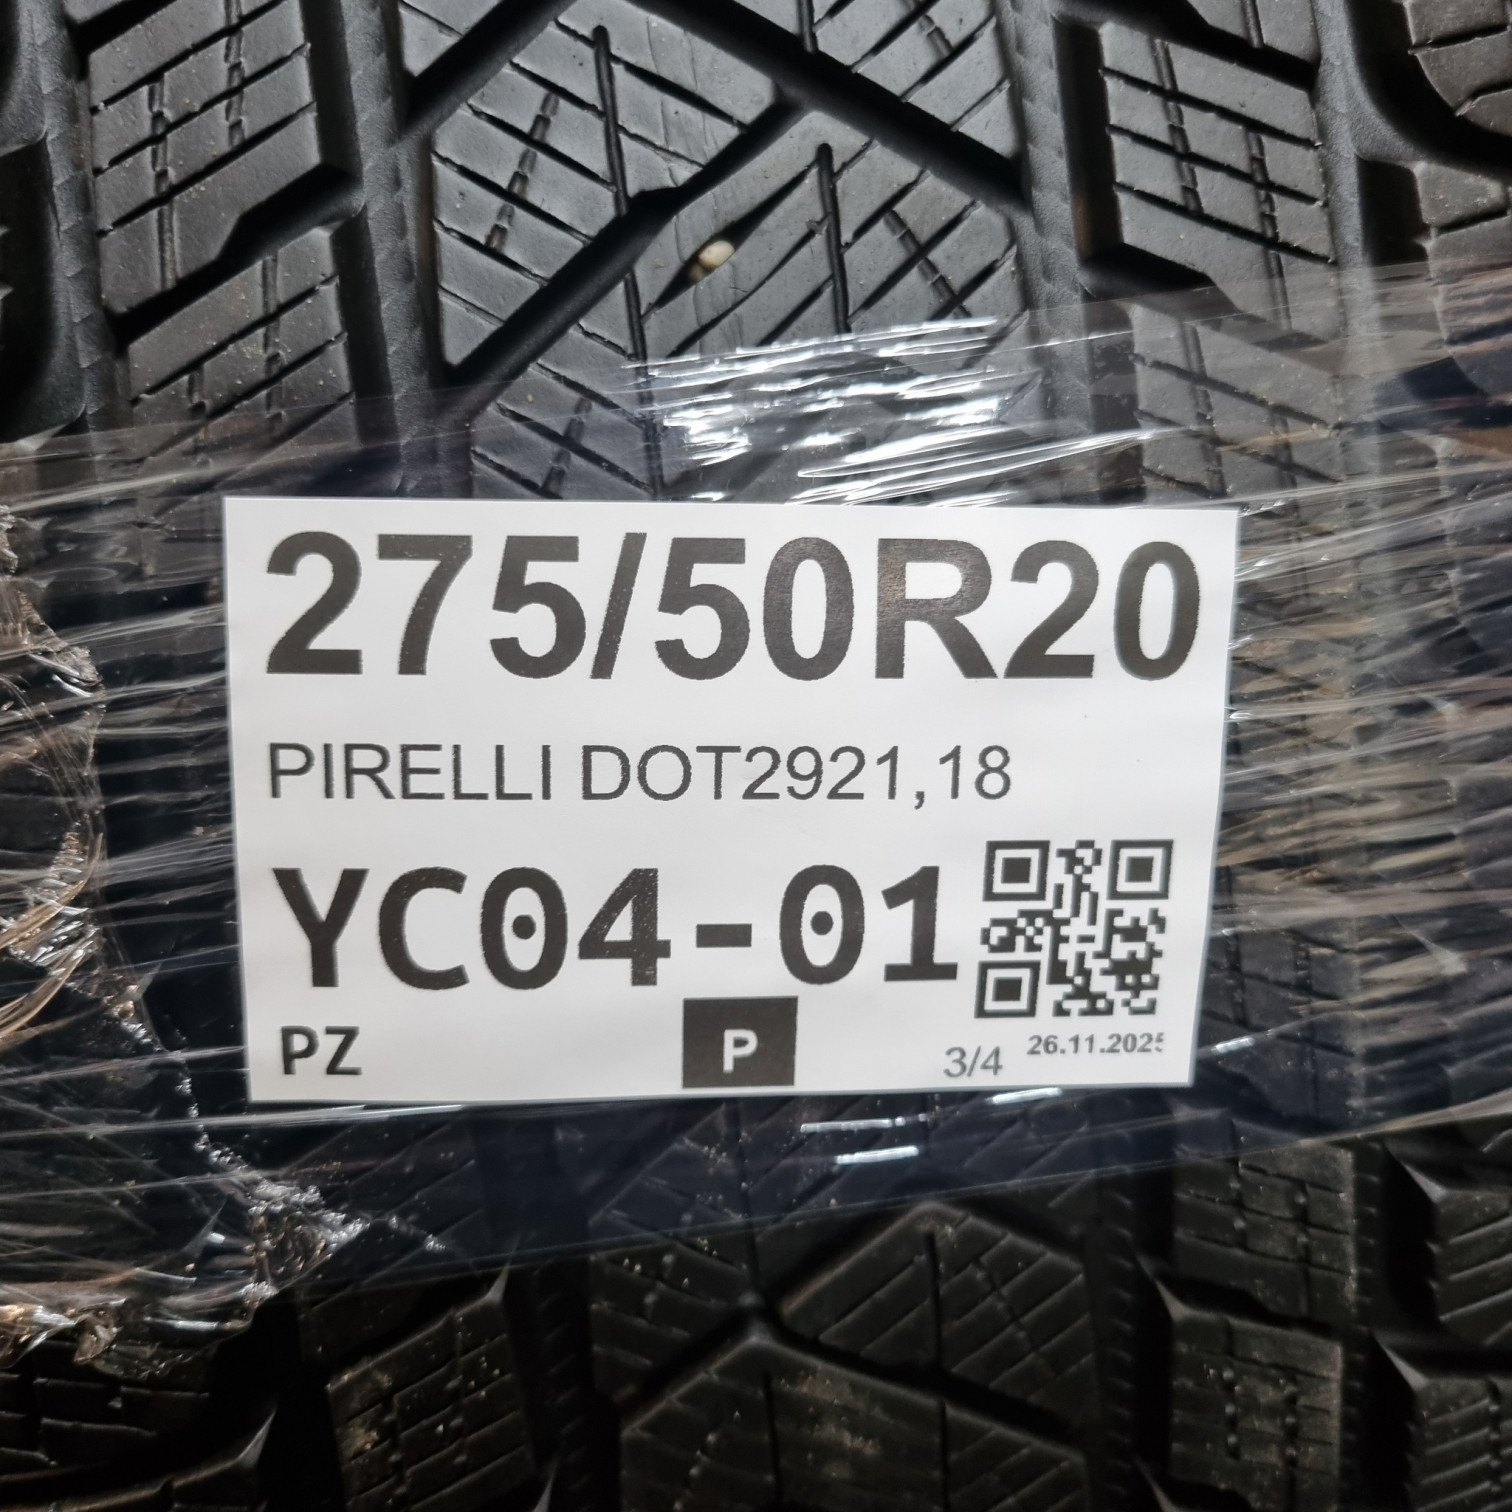 275/50R20
PIRELLI DOT2921,18
YC04-01
PZ P 3/4 26.11.2025